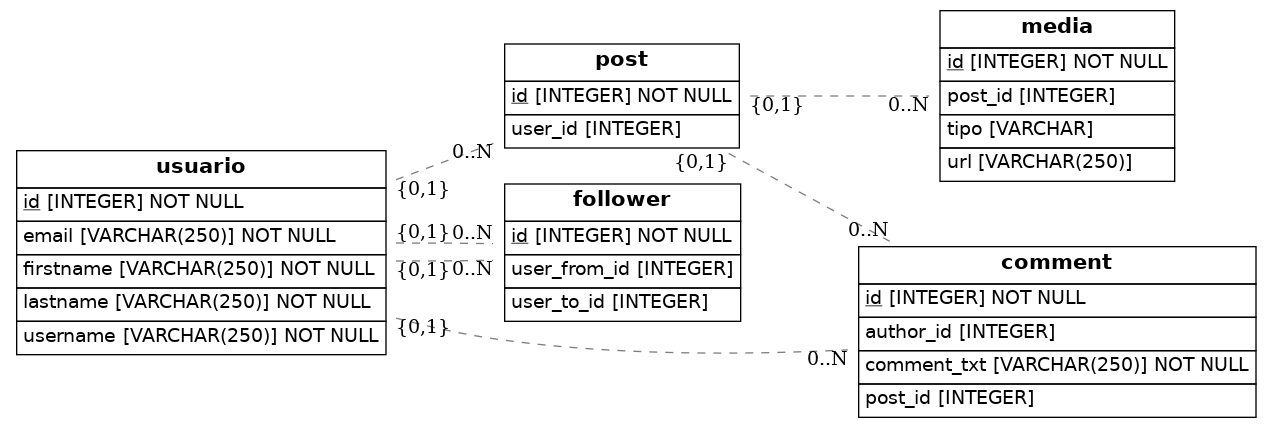 usuario
id [INTEGER] NOT NULL
email [VARCHAR(250)] NOT NULL
firstname [VARCHAR(250)] NOT NULL
lastname [VARCHAR(250)] NOT NULL
username [VARCHAR(250)] NOT NULL
post
id [INTEGER] NOT NULL
user_id [INTEGER]
follower
id [INTEGER] NOT NULL
user_from_id [INTEGER]
user_to_id [INTEGER]
media
id [INTEGER] NOT NULL
post_id [INTEGER]
tipo [VARCHAR]
url [VARCHAR(250)]
comment
id [INTEGER] NOT NULL
author_id [INTEGER]
comment_txt [VARCHAR(250)] NOT NULL
post_id [INTEGER]
0..N
{0,1}
{0,1}
0..N
{0,1}
0..N
{0,1}
0..N
{0,1}
0..N
{0,1}
0..N